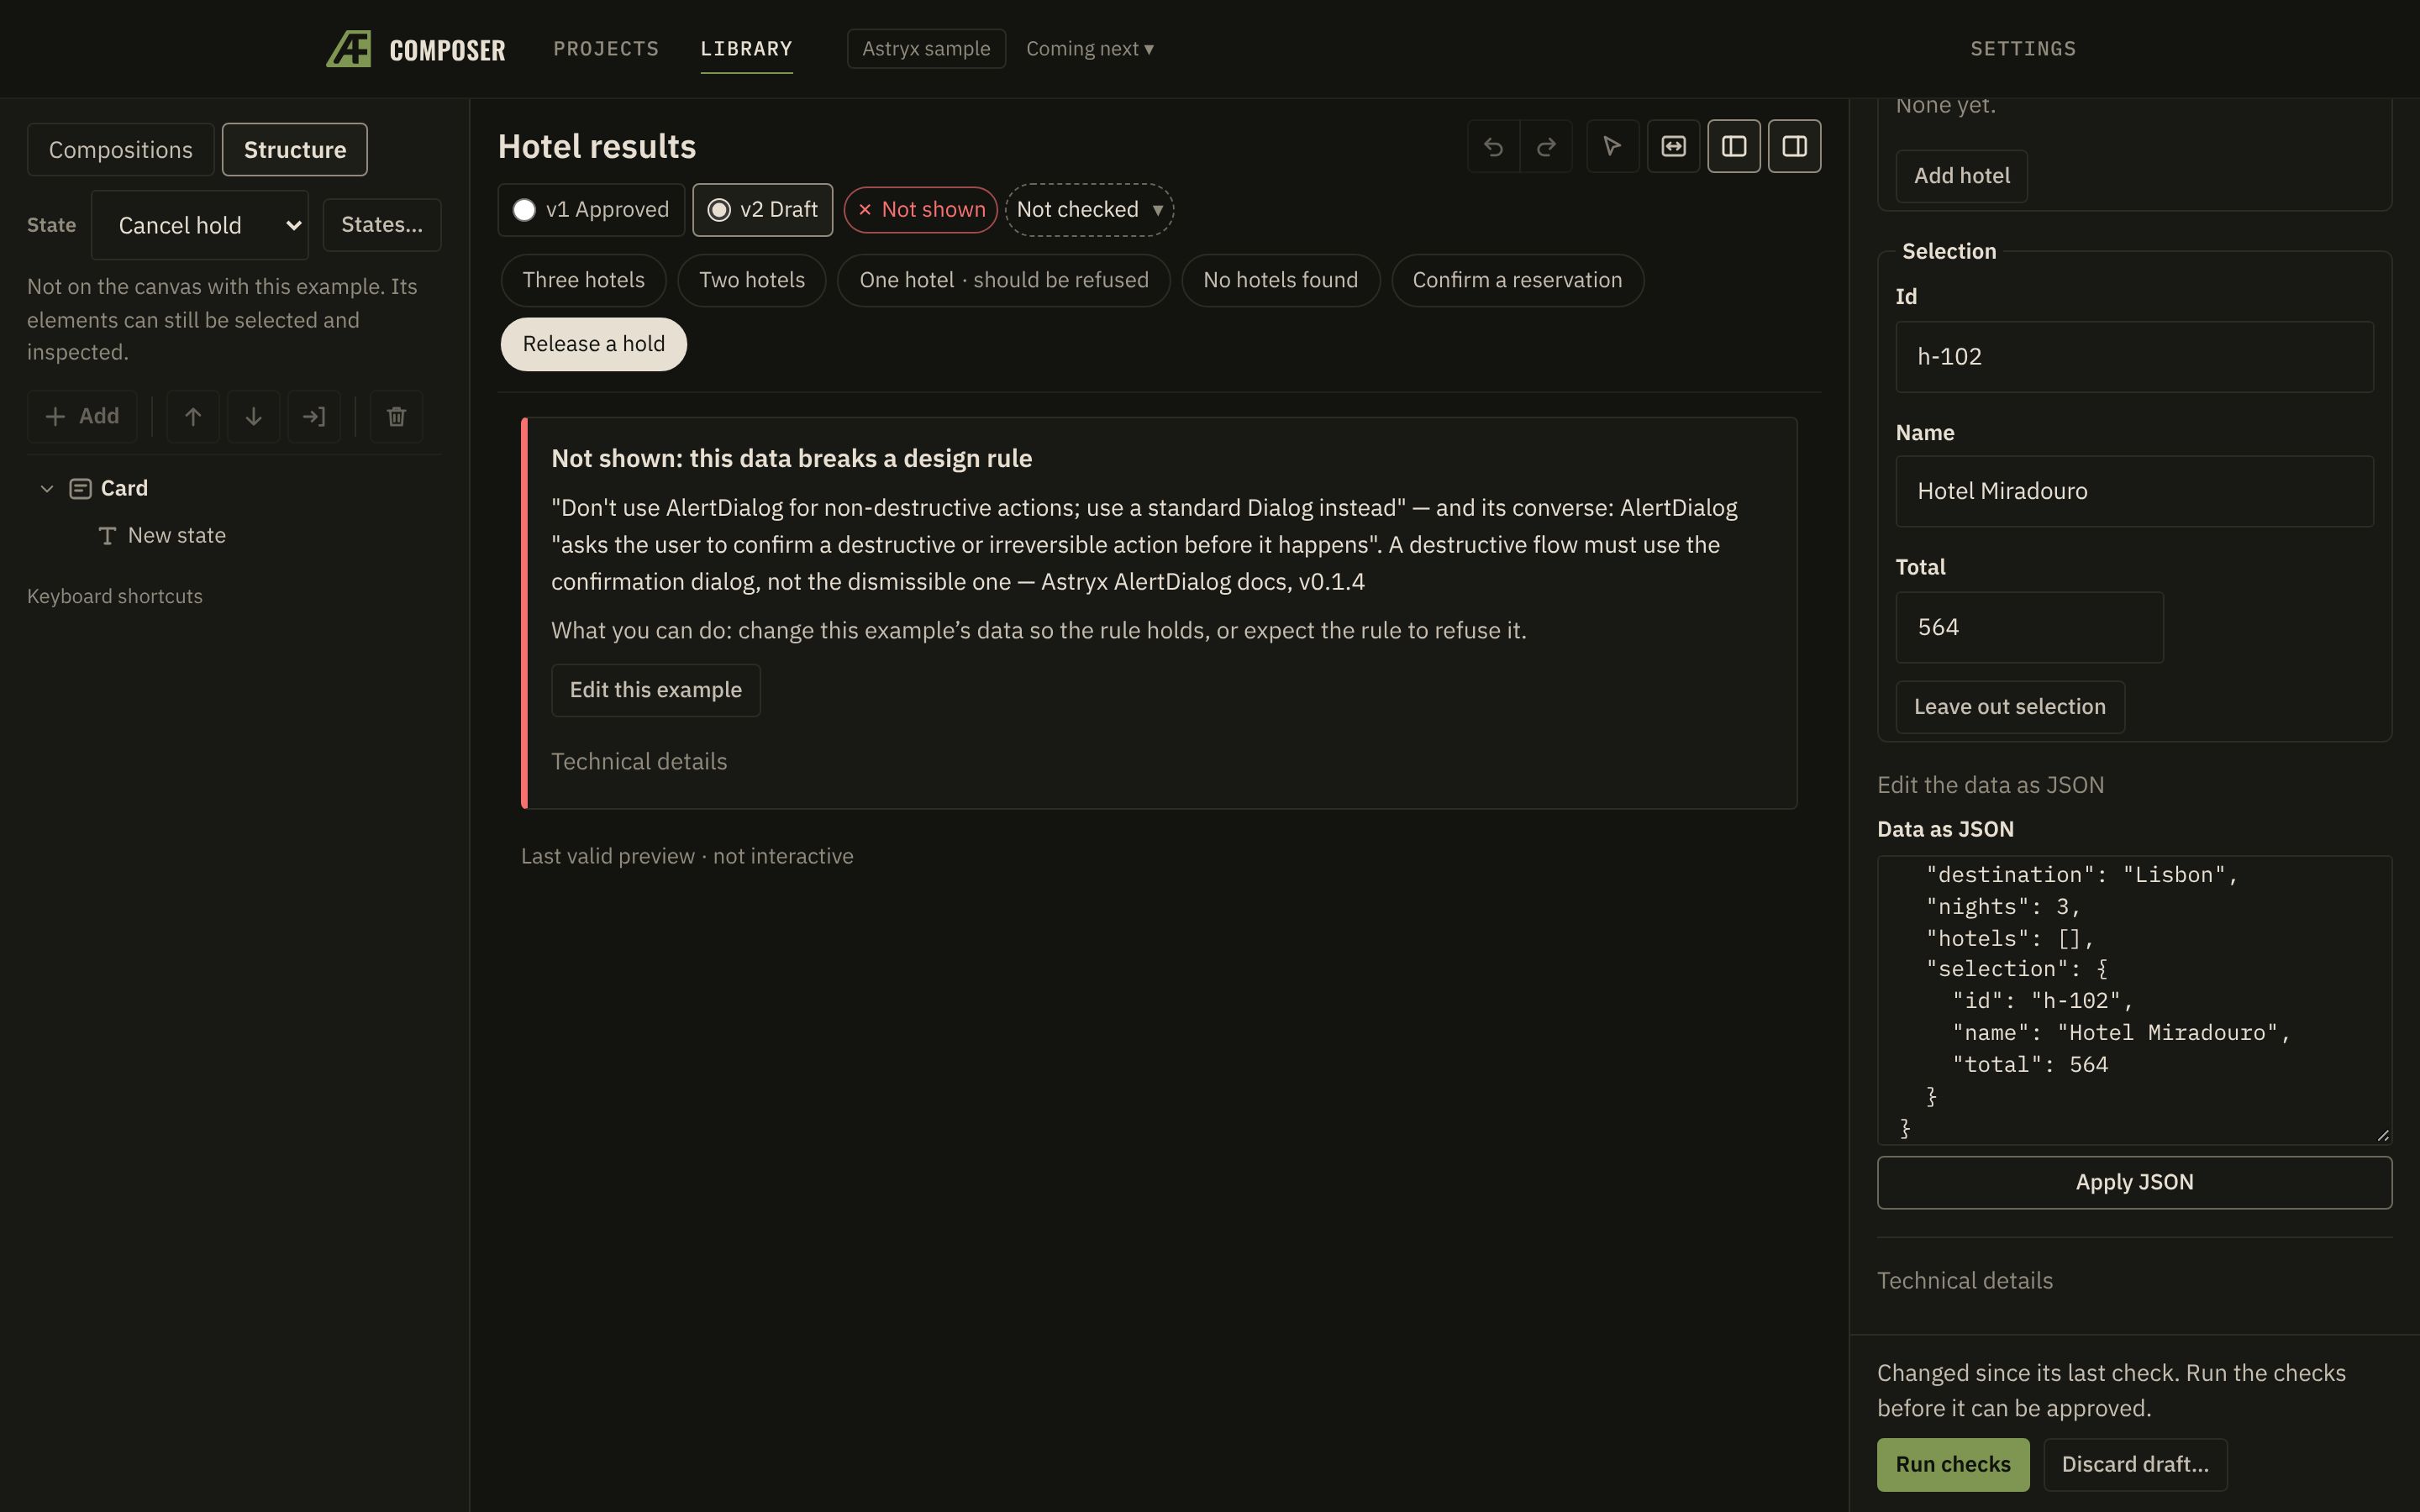 COMPOSER
PROJECTS
LIBRARY
Astryx sample
Coming next ▾
SETTINGS
Compositions
Structure
State
Cancel hold
States...
Not on the canvas with this example. Its
elements can still be selected and
inspected.
+ Add
Card
New state
Keyboard shortcuts
Hotel results
v1 Approved
v2 Draft
× Not shown
Not checked ▾
Three hotels
Two hotels
One hotel · should be refused
No hotels found
Confirm a reservation
Release a hold
Not shown: this data breaks a design rule
"Don't use AlertDialog for non-destructive actions; use a standard Dialog instead" — and its converse: AlertDialog
"asks the user to confirm a destructive or irreversible action before it happens". A destructive flow must use the
confirmation dialog, not the dismissible one — Astryx AlertDialog docs, v0.1.4
What you can do: change this example’s data so the rule holds, or expect the rule to refuse it.
Edit this example
Technical details
Last valid preview · not interactive
None yet.
Add hotel
Selection
Id
h-102
Name
Hotel Miradouro
Total
564
Leave out selection
Edit the data as JSON
Data as JSON
"destination": "Lisbon",
"nights": 3,
"hotels": [],
"selection": {
"id": "h-102",
"name": "Hotel Miradouro",
"total": 564
}
}
Apply JSON
Technical details
Changed since its last check. Run the checks
before it can be approved.
Run checks
Discard draft...